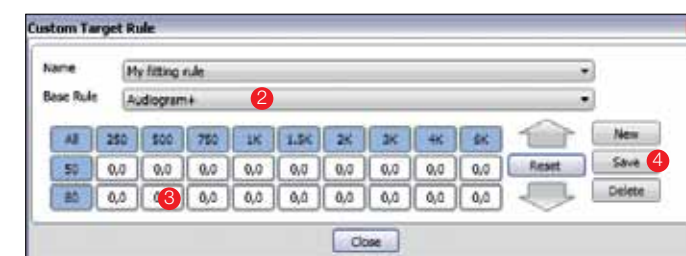 Custom Target Rule
Name My fitting rule
Base Rule Audiogram+ 2
All 250 500 750 1K 1.5K 2K 3K 4K 6K New
50 0,0 0,0 0,0 0,0 0,0 0,0 0,0 0,0 0,0 Reset Save 4
80 0,0 0 3 0,0 0,0 0,0 0,0 0,0 0,0 0,0 Delete
Close